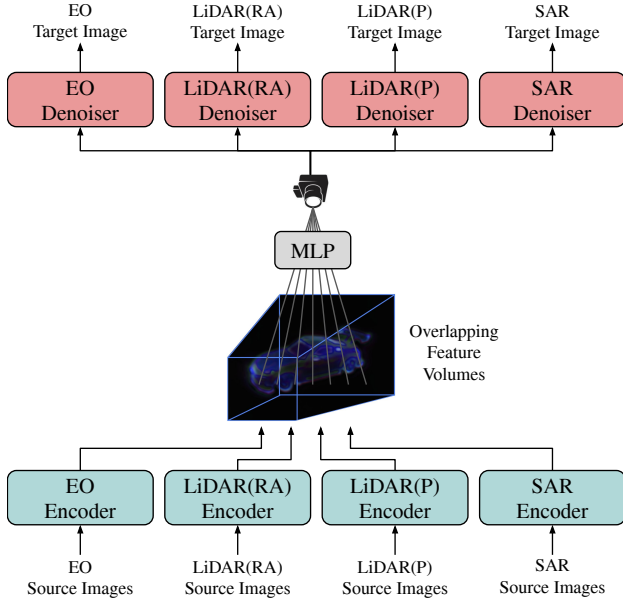 EO
Target Image
LiDAR(RA)
Target Image
LiDAR(P)
Target Image
SAR
Target Image
EO
Denoiser
LiDAR(RA)
Denoiser
LiDAR(P)
Denoiser
SAR
Denoiser
MLP
Overlapping
Feature
Volumes
EO
Encoder
LiDAR(RA)
Encoder
LiDAR(P)
Encoder
SAR
Encoder
EO
Source Images
LiDAR(RA)
Source Images
LiDAR(P)
Source Images
SAR
Source Images